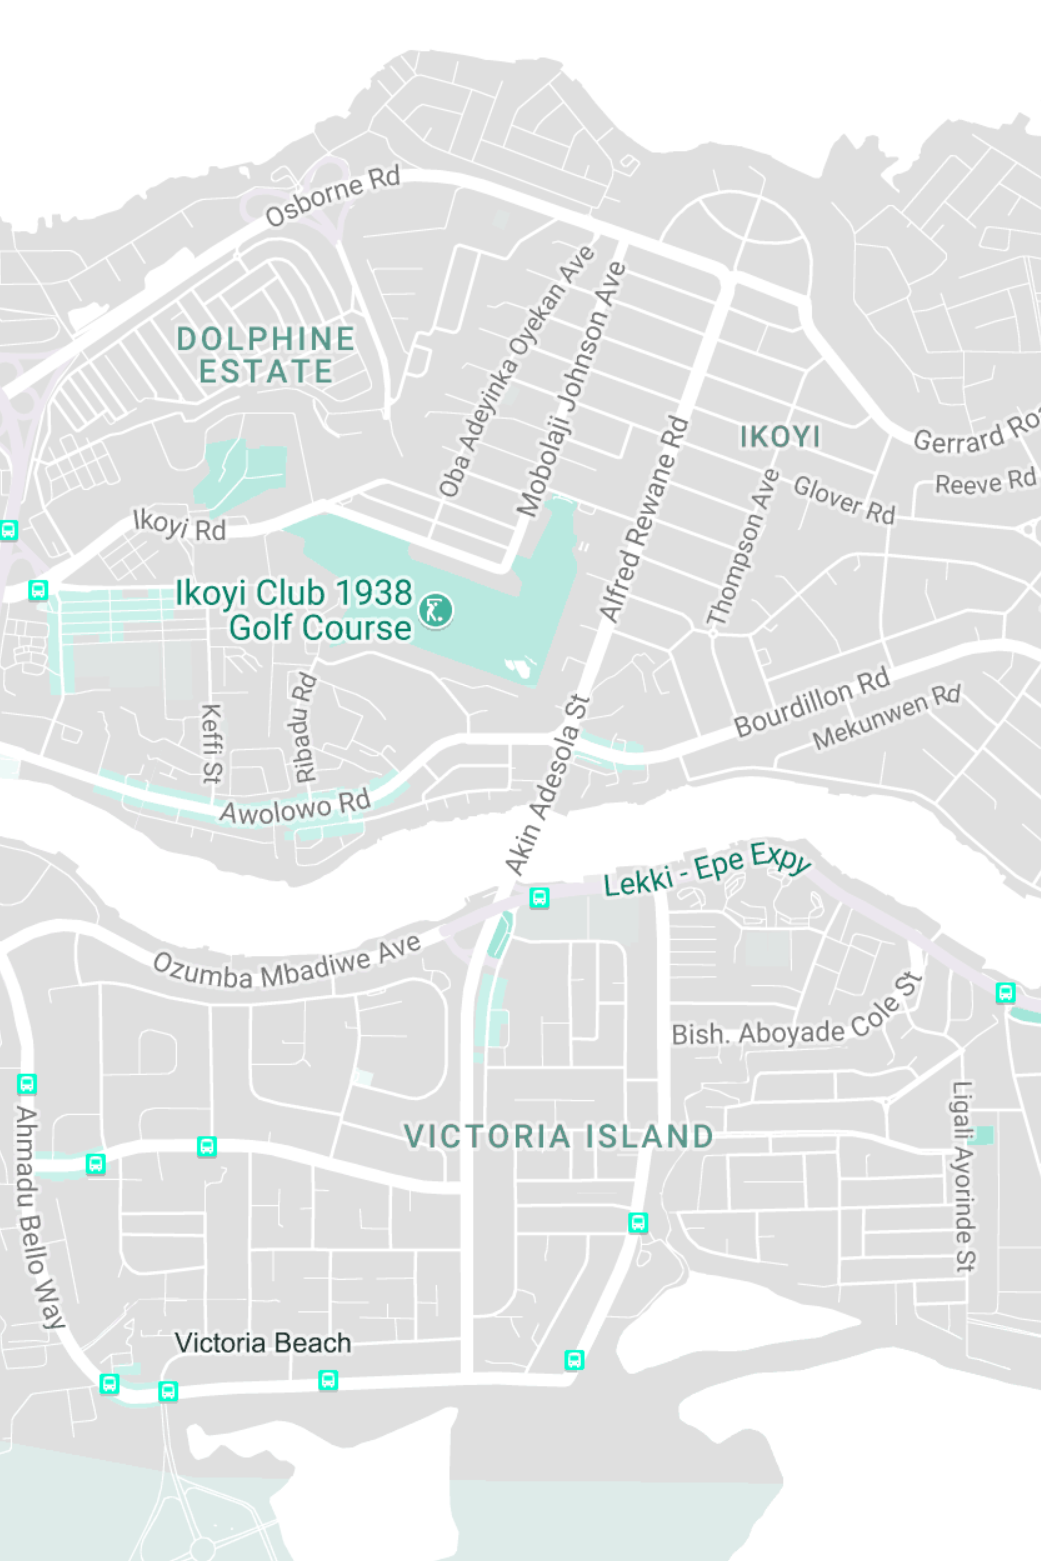 Osborne Rd
DOLPHINE
ESTATE
Oba Adeyinka Oyekan Ave
Mobolaji Johnson Ave
Alfred Rewane Rd
IKOYI
Gerrard Roa
Reeve Rd
Glover Rd
Thompson Ave
Ikoyi Rd
Ikoyi Club 1938
Golf Course
Keffi St
Ribadu Rd
Bourdillon Rd
Mekunwen Rd
Awolowo Rd
Akin Adesola St
Lekki - Epe Expy
Ozumba Mbadiwe Ave
Bish. Aboyade Cole St
Ahmadu Bello Way
VICTORIA ISLAND
Ligali Ayorinde St
Victoria Beach